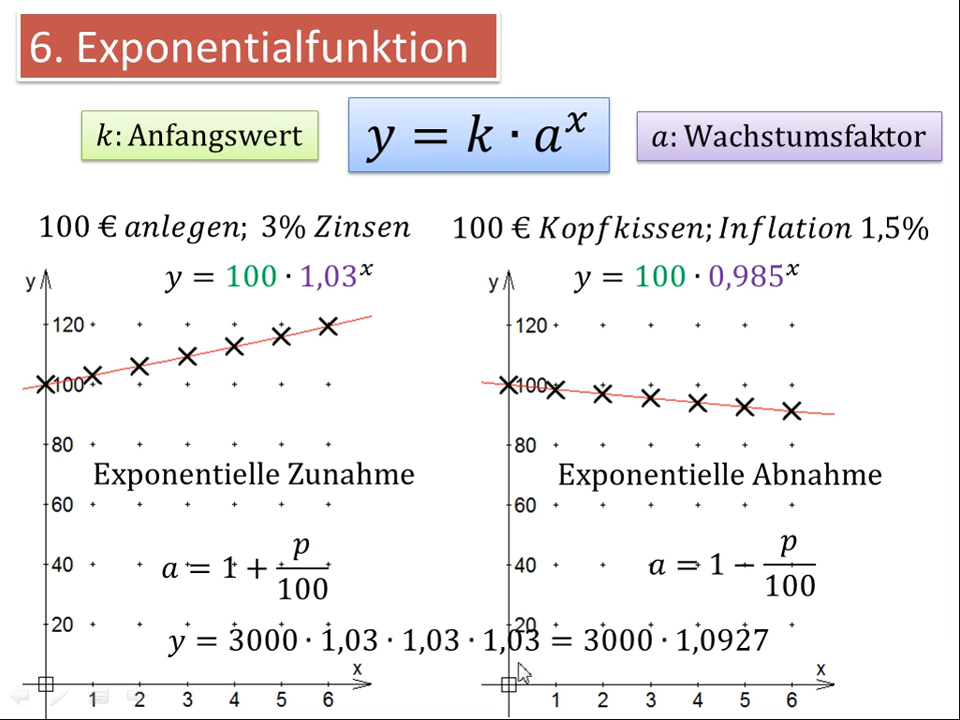 6. Exponentialfunktion
k: Anfangswert
y = k · aˣ
a: Wachstumsfaktor
100 € anlegen; 3% Zinsen
100 € Kopfkissen; Inflation 1,5%
y = 100 · 1,03ˣ
y = 100 · 0,985ˣ
y
120
100
80
60
40
20
x
1 2 3 4 5 6
Exponentielle Zunahme
a = 1 + p/100
y
120
100
80
60
40
20
x
1 2 3 4 5 6
Exponentielle Abnahme
a = 1 − p/100
y = 3000 · 1,03 · 1,03 · 1,03 = 3000 · 1,0927